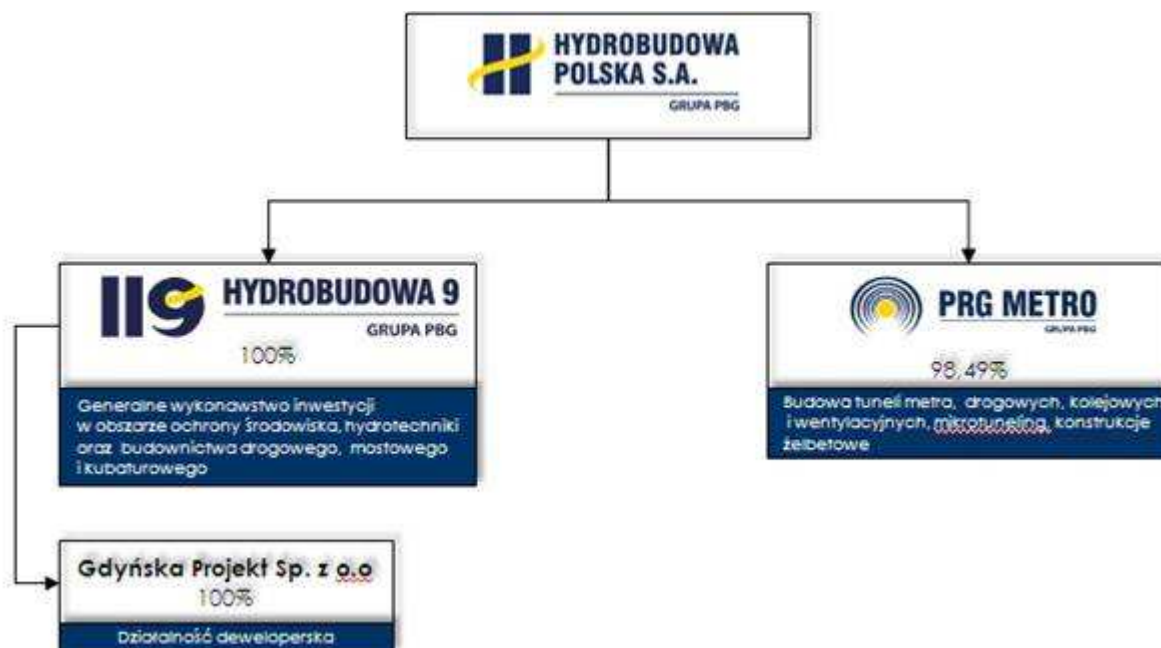 HYDROBUDOWA
POLSKA S.A.
GRUPA PBG
HYDROBUDOWA 9
GRUPA PBG
100%
Generalne wykonawstwo inwestycji
w obszarze ochrony środowiska, hydrotechniki
oraz budownictwa drogowego, mostowego
i kubaturowego
PRG METRO
GRUPA PBG
98,49%
Budowa tuneli metra, drogowych, kolejowych
i wentylacyjnych, mikrotuneling, konstrukcje
żelbetowe
Gdyńska Projekt Sp. z o.o
100%
Działalność deweloperska